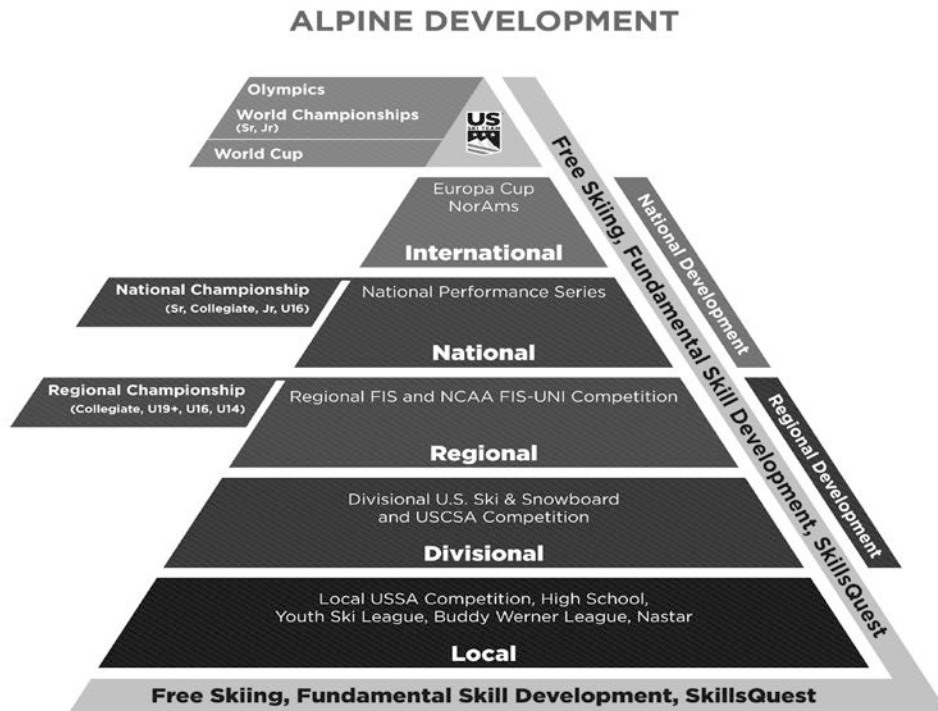 ALPINE DEVELOPMENT
Olympics
World Championships
(Sr, Jr)
World Cup
US
SKI TEAM
Europa Cup
NorAms
International
National Championship
(Sr, Collegiate, Jr, U16)
National Performance Series
National
Regional Championship
(Collegiate, U19+, U16, U14)
Regional FIS and NCAA FIS-UNI Competition
Regional
Divisional U.S. Ski & Snowboard
and USCSA Competition
Divisional
Local USSA Competition, High School,
Youth Ski League, Buddy Werner League, Nastar
Local
Free Skiing, Fundamental Skill Development, SkillsQuest
National Development
Regional Development
Free Skiing, Fundamental Skill Development, SkillsQuest